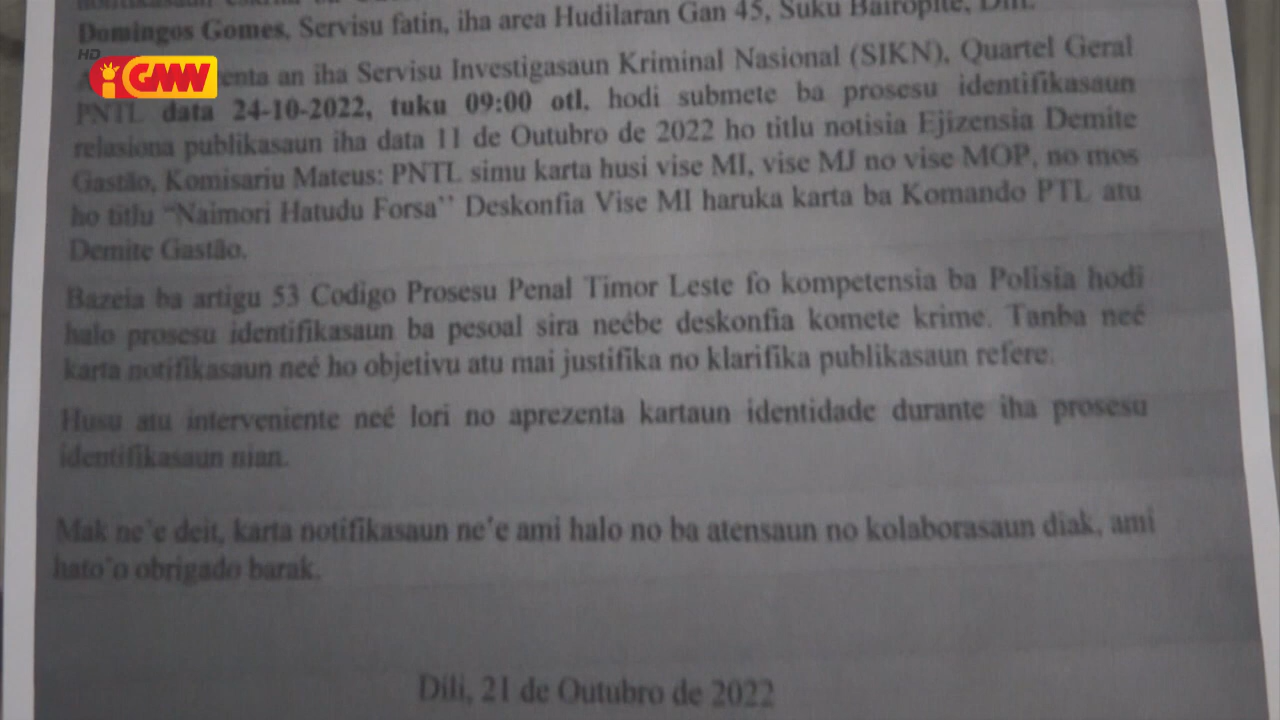 Domingos Gomes, Servisu fatin, iha area Hudilaran Gan 45, Suku Bairopite, Dili.
HD
GMW
an iha Servisu Investigasaun Kriminal Nasional (SIKN), Quartel Geral
PNTL data 24-10-2022, tuku 09:00 otl, hodi submete ba prosesu identifikasaun
relasiona publikasaun iha data 11 de Outubro de 2022 ho titlu notisia Ejizensia Demite
Gastão, Komisariu Mateus: PNTL simu karta husi vise MI, vise MJ no vise MOP, no mos
ho titlu “Naimori Hatudu Forsa’’ Deskonfia Vise MI haruka karta ba Komando PTL atu
Demite Gastão.
Bazeia ba artigu 53 Codigo Prosesu Penal Timor Leste fo kompetensia ba Polisia hodi
halo prosesu identifikasaun ba pesoal sira neébe deskonfia komete krime. Tanba neé
karta notifikasaun neé ho objetivu atu mai justifika no klarifika publikasaun refere.
Husu atu interveniente neé lori no aprezenta kartaun identidade durante iha prosesu
identifikasaun nian.
Mak ne’e deit, karta notifikasaun ne’e ami halo no ba atensaun no kolaborasaun diak, ami
hato’o obrigado barak.
Dili, 21 de Outubro de 2022